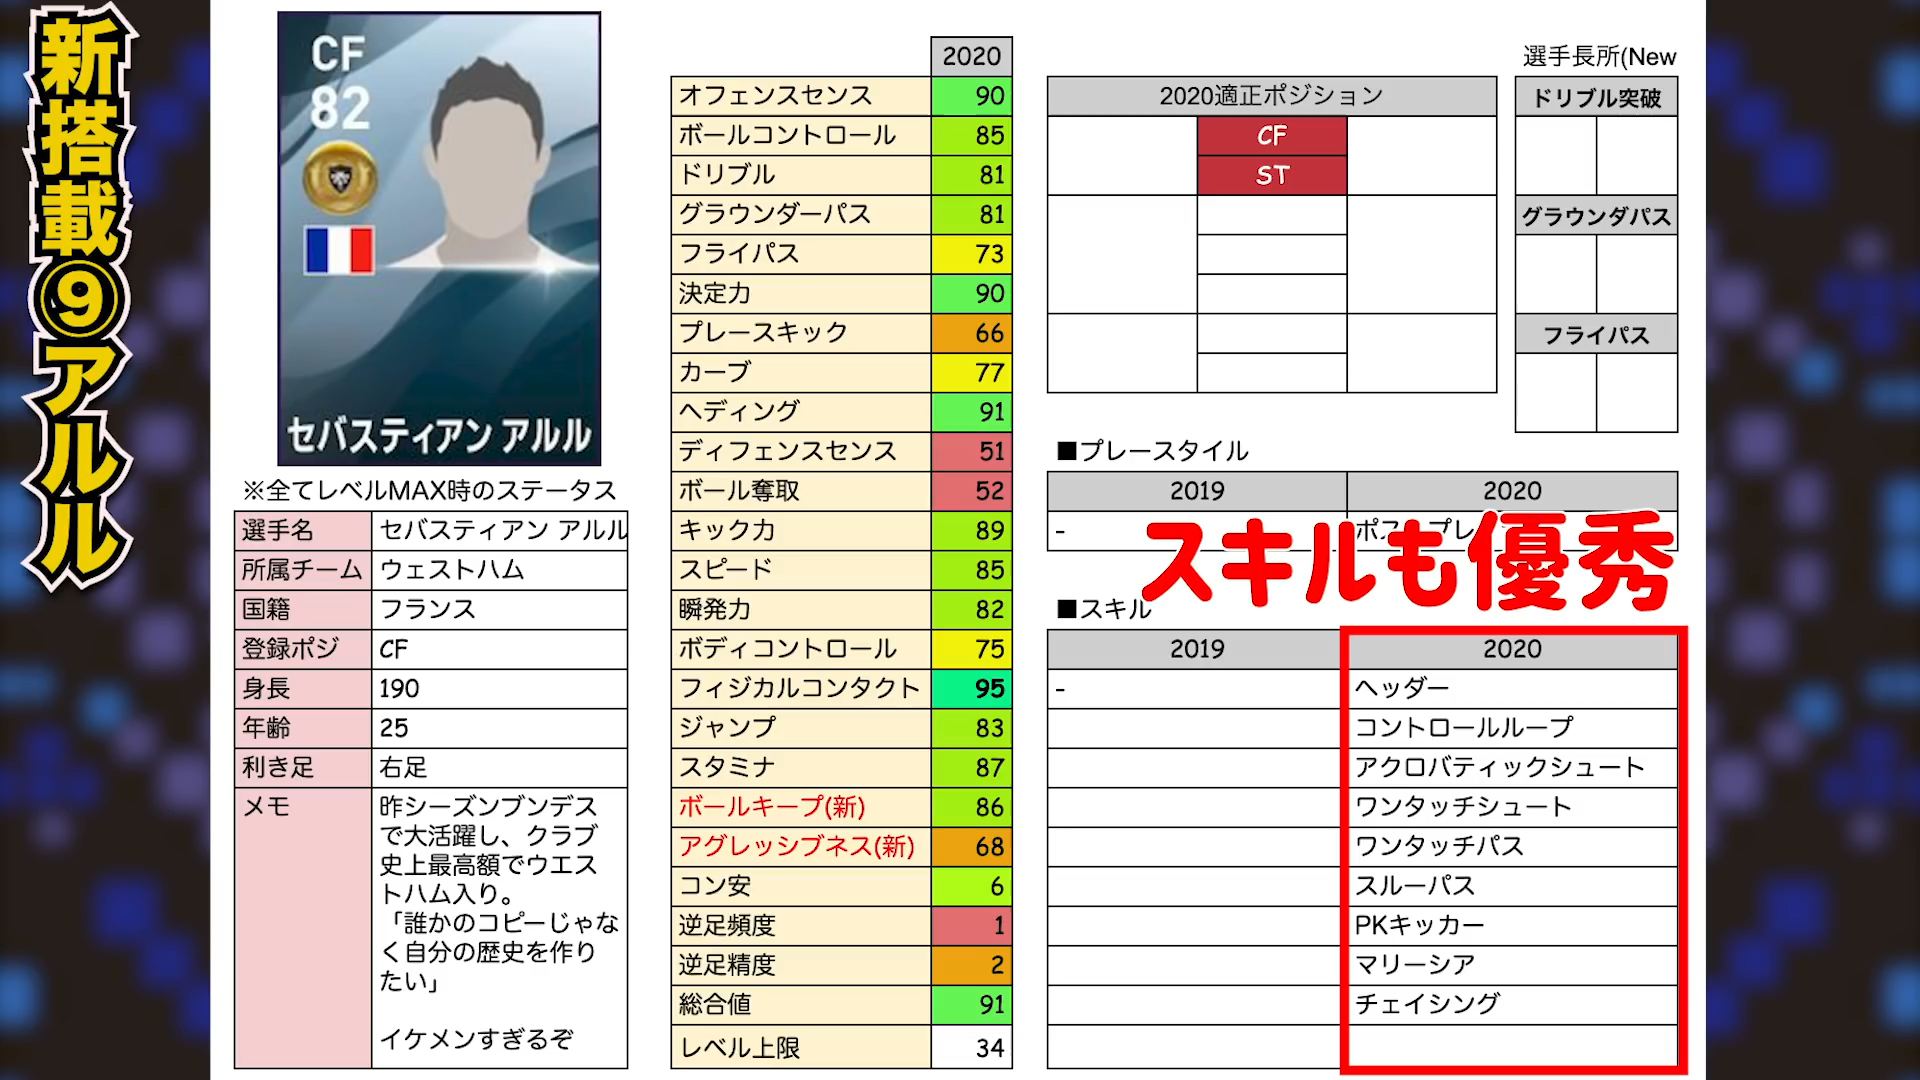 新搭載⑨アルル
CF
82
セバスティアン アルル
※全てレベルMAX時のステータス
選手名 セバスティアン アルル
所属チーム ウェストハム
国籍 フランス
登録ポジ CF
身長 190
年齢 25
利き足 右足
メモ 昨シーズンブンデス
で大活躍し、クラブ
史上最高額でウエス
トハム入り。
「誰かのコピーじゃな
く自分の歴史を作り
たい」
イケメンすぎるぞ
2020
オフェンスセンス 90
ボールコントロール 85
ドリブル 81
グラウンダーパス 81
フライパス 73
決定力 90
プレースキック 66
カーブ 77
ヘディング 91
ディフェンスセンス 51
ボール奪取 52
キック力 89
スピード 85
瞬発力 82
ボディコントロール 75
フィジカルコンタクト 95
ジャンプ 83
スタミナ 87
ボールキープ(新) 86
アグレッシブネス(新) 68
コン安 6
逆足頻度 1
逆足精度 2
総合値 91
レベル上限 34
2020適正ポジション
CF
ST
選手長所(New
ドリブル突破
グラウンダパス
フライパス
■プレースタイル
2019 2020
-
スキルも優秀
■スキル
2019 2020
- ヘッダー
コントロールループ
アクロバティックシュート
ワンタッチシュート
ワンタッチパス
スルーパス
PKキッカー
マリーシア
チェイシング